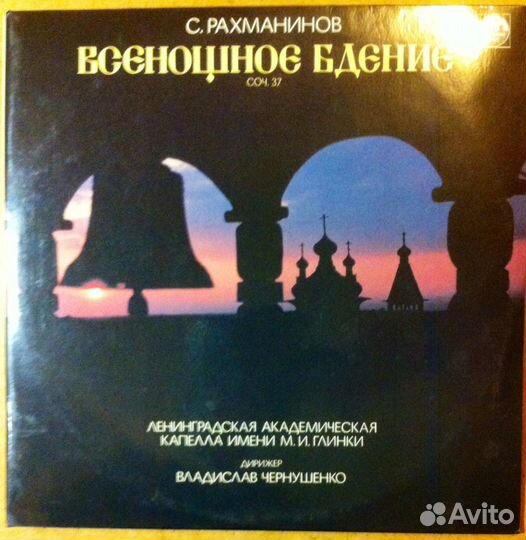 С. РАХМАНИНОВ
ВСЕНОЩНОЕ БДЕНИЕ
СОЧ. 37
ЛЕНИНГРАДСКАЯ АКАДЕМИЧЕСКАЯ
КАПЕЛЛА ИМЕНИ М. И. ГЛИНКИ
ДИРИЖЕР
ВЛАДИСЛАВ ЧЕРНУШЕНКО
Avito